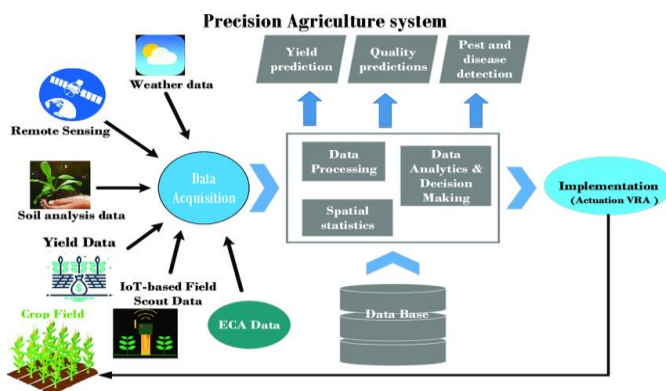 Precision Agriculture system
Weather data
Remote Sensing
Soil analysis data
Yield Data
IoT-based Field
Scout Data
Crop Field
ECA Data
Data
Acquisition
Yield
prediction
Quality
predictions
Pest and
disease
detection
Data
Processing
Data
Analytics &
Decision
Making
Spatial
statistics
Data Base
Implementation
(Actuation VRA)